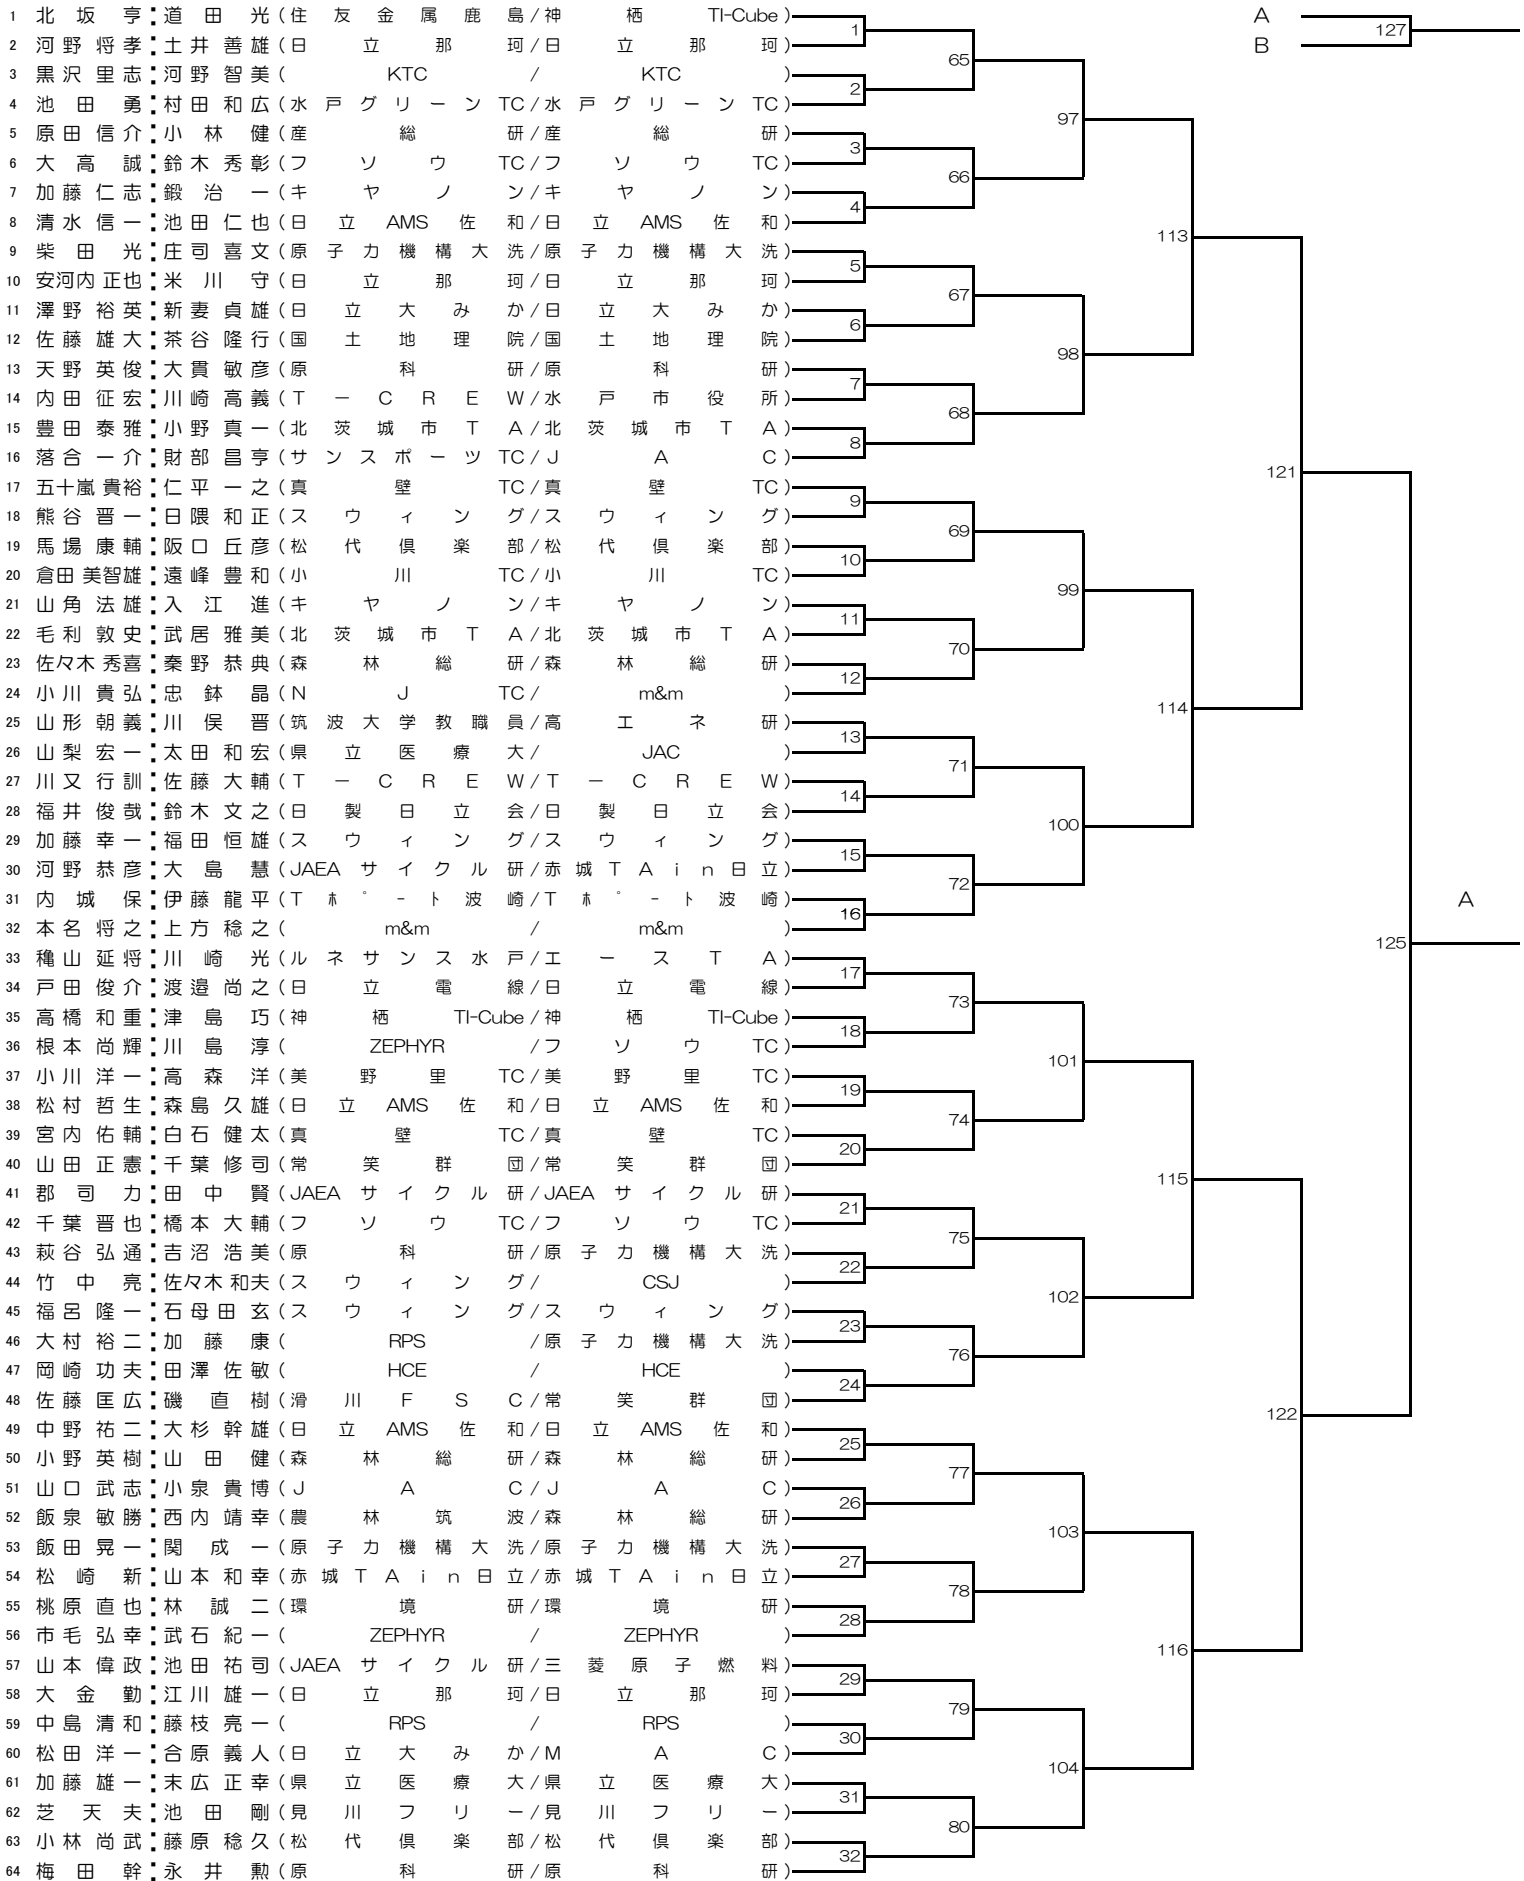 1 北坂 亨:道田 光(住友金属鹿島/神栖TI-Cube) A
2 河野 将孝:土井 善雄(日立那珂/日立那珂) B
3 黒沢 里志:河野 智美(KTC/KTC)
4 池田 勇:村田 和広(水戸グリーンTC/水戸グリーンTC)
5 原田 信介:小林 健(産総研/産総研)
6 大高 誠:鈴木 秀彰(フソウTC/フソウTC)
7 加藤 仁志:鍛治 一(キヤノン/キヤノン)
8 清水 信一:池田 仁也(日立AMS佐和/日立AMS佐和)
9 柴田 光:庄司 喜文(原子力機構大洗/原子力機構大洗)
10 安河内 正也:米川 守(日立那珂/日立那珂)
11 澤野 裕英:新妻 貞雄(日立大みか/日立大みか)
12 佐藤 雄大:茶谷 隆行(国土地理院/国土地理院)
13 天野 英俊:大貫 敏彦(原科研/原科研)
14 内田 征宏:川崎 高義(T-CREW/水戸市役所)
15 豊田 泰雅:小野 真一(北茨城市TA/北茨城市TA)
16 落合 一介:財部 昌亨(サンスポーツTC/JAC)
17 五十嵐 貴裕:仁平 一之(真壁TC/真壁TC)
18 熊谷 晋一:日隈 和正(スウィング/スウィング)
19 馬場 康輔:阪口 丘彦(松代倶楽部/松代倶楽部)
20 倉田 美智雄:遠峰 豊和(小川TC/小川TC)
21 山角 法雄:入江 進(キヤノン/キヤノン)
22 毛利 敦史:武居 雅美(北茨城市TA/北茨城市TA)
23 佐々木 秀喜:秦野 恭典(森林総研/森林総研)
24 小川 貴弘:忠鉢 晶(NJTC/m&m)
25 山形 朝義:川俣 晋(筑波大学教職員/高エネ研)
26 山梨 宏一:太田 和宏(県立医療大/JAC)
27 川又 行訓:佐藤 大輔(T-CREW/T-CREW)
28 福井 俊哉:鈴木 文之(日製日立会/日製日立会)
29 加藤 幸一:福田 恒雄(スウィング/スウィング)
30 河野 恭彦:大島 慧(JAEAサイクル研/赤城TAin日立)
31 内城 保:伊藤 龍平(Tポート波崎/Tポート波崎)
32 本名 将之:上方 稔之(m&m/m&m)
33 穐山 延将:川崎 光(ルネサンス水戸/エースTA)
34 戸田 俊介:渡邉 尚之(日立電線/日立電線)
35 高橋 和重:津島 巧(神栖TI-Cube/神栖TI-Cube)
36 根本 尚輝:川島 淳(ZEPHYR/フソウTC)
37 小川 洋一:高森 洋(美野里TC/美野里TC)
38 松村 哲生:森島 久雄(日立AMS佐和/日立AMS佐和)
39 宮内 佑輔:白石 健太(真壁TC/真壁TC)
40 山田 正憲:千葉 修司(常笑群団/常笑群団)
41 郡司 力:田中 賢(JAEAサイクル研/JAEAサイクル研)
42 千葉 晋也:橋本 大輔(フソウTC/フソウTC)
43 萩谷 弘通:吉沼 浩美(原科研/原子力機構大洗)
44 竹中 亮:佐々木 和夫(スウィング/CSJ)
45 福呂 隆一:石母田 玄(スウィング/スウィング)
46 大村 裕二:加藤 康(RPS/原子力機構大洗)
47 岡崎 功夫:田澤 佐敏(HCE/HCE)
48 佐藤 匡広:磯 直樹(滑川FSC/常笑群団)
49 中野 祐二:大杉 幹雄(日立AMS佐和/日立AMS佐和)
50 小野 英樹:山田 健(森林総研/森林総研)
51 山口 武志:小泉 貴博(JAC/JAC)
52 飯泉 敏勝:西内 靖幸(農林筑波/森林総研)
53 飯田 晃一:関 成一(原子力機構大洗/原子力機構大洗)
54 松崎 新:山本 和幸(赤城TAin日立/赤城TAin日立)
55 桃原 直也:林 誠二(環境研/環境研)
56 市毛 弘幸:武石 紀一(ZEPHYR/ZEPHYR)
57 山本 偉政:池田 祐司(JAEAサイクル研/三菱原子燃料)
58 大金 勤:江川 雄一(日立那珂/日立那珂)
59 中島 清和:藤枝 亮一(RPS/RPS)
60 松田 洋一:合原 義人(日立大みか/MAC)
61 加藤 雄一:末広 正幸(県立医療大/県立医療大)
62 芝 天夫:池田 剛(見川フリー/見川フリー)
63 小林 尚武:藤原 稔久(松代倶楽部/松代倶楽部)
64 梅田 幹:永井 勲(原科研/原科研)
1
2
3
4
5
6
7
8
9
10
11
12
13
14
15
16
17
18
19
20
21
22
23
24
25
26
27
28
29
30
31
32
65
66
67
68
69
70
71
72
73
74
75
76
77
78
79
80
97
98
99
100
101
102
103
104
113
114
115
116
121
122
125
127
A